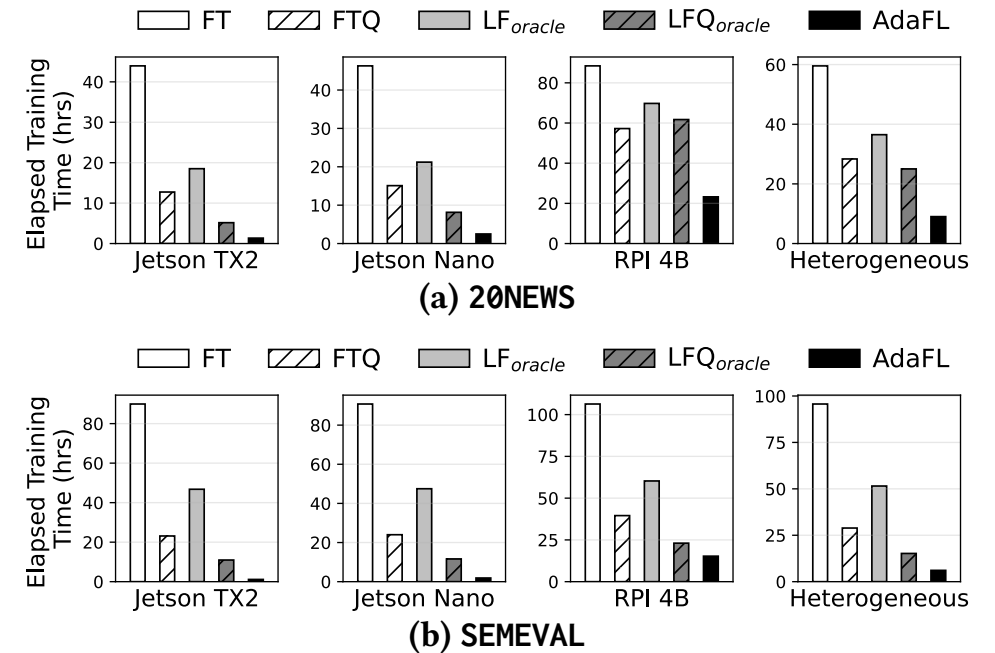 FT FTQ LForacle LFQoracle AdaFL
Elapsed Training
Time (hrs)
40
30
20
10
0
Jetson TX2
40
30
20
10
0
Jetson Nano
80
60
40
20
0
RPI 4B
60
40
20
0
Heterogeneous
(a) 20NEWS
FT FTQ LForacle LFQoracle AdaFL
Elapsed Training
Time (hrs)
80
60
40
20
0
Jetson TX2
80
60
40
20
0
Jetson Nano
100
75
50
25
0
RPI 4B
100
75
50
25
0
Heterogeneous
(b) SEMEVAL